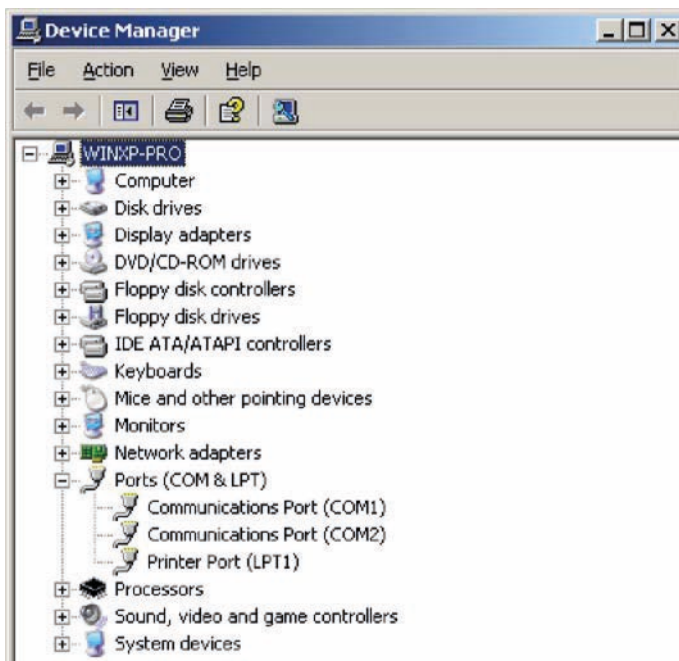 Device Manager
File Action View Help
WINXP-PRO
Computer
Disk drives
Display adapters
DVD/CD-ROM drives
Floppy disk controllers
Floppy disk drives
IDE ATA/ATAPI controllers
Keyboards
Mice and other pointing devices
Monitors
Network adapters
Ports (COM & LPT)
Communications Port (COM1)
Communications Port (COM2)
Printer Port (LPT1)
Processors
Sound, video and game controllers
System devices